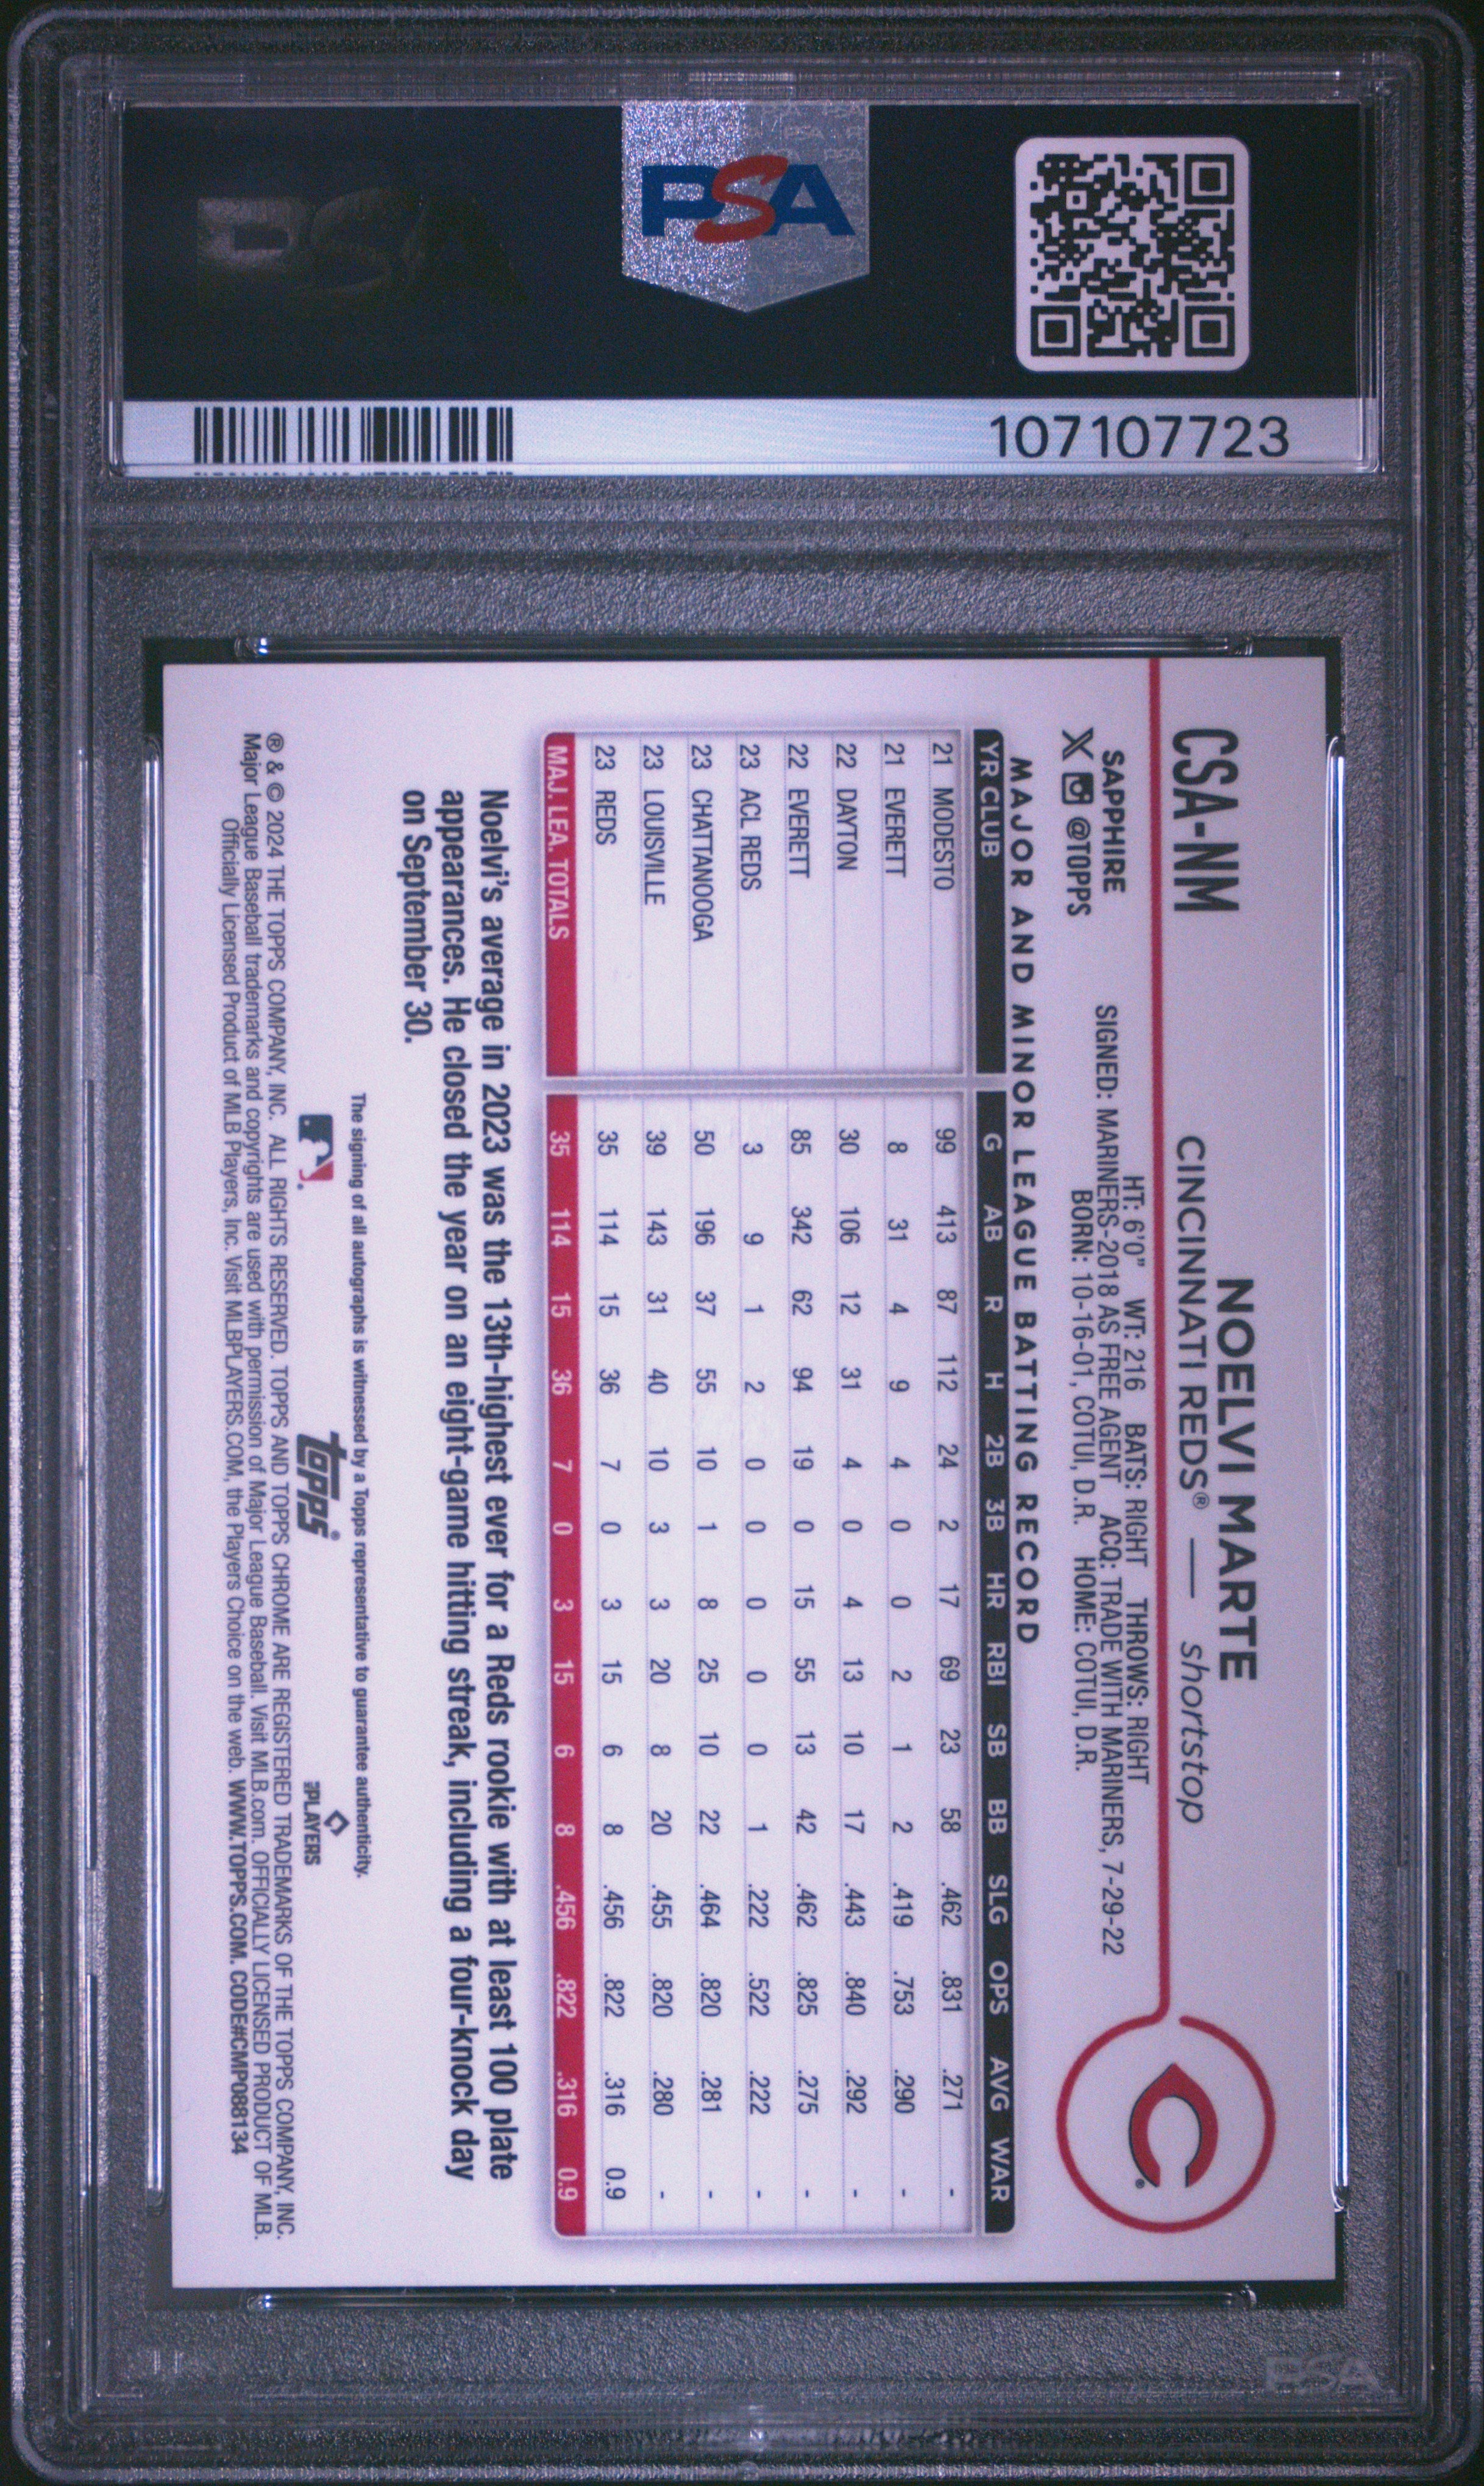 PSA
PSA
107107723
CSA-NM
NOELVI MARTE
CINCINNATI REDS® — shortstop
SAPPHIRE
@TOPPS
HT: 6'0" WT: 216 BATS: RIGHT THROWS: RIGHT
SIGNED: MARINERS-2018 AS FREE AGENT ACQ: TRADE WITH MARINERS, 7-29-22
BORN: 10-16-01, COTUI, D.R. HOME: COTUI, D.R.
C
MAJOR AND MINOR LEAGUE BATTING RECORD
YR CLUB G AB R H 2B 3B HR RBI SB BB SLG OPS AVG WAR
21 MODESTO 99 413 87 112 24 2 17 69 23 58 .462 .831 .271 -
21 EVERETT 8 31 4 9 4 0 0 2 1 2 .419 .753 .290 -
22 DAYTON 30 106 12 31 4 0 4 13 10 17 .443 .840 .292 -
22 EVERETT 85 342 62 94 19 0 15 55 13 42 .462 .825 .275 -
23 ACL REDS 3 9 1 2 0 0 0 0 0 1 .222 .522 .222 -
23 CHATTANOOGA 50 196 37 55 10 1 8 25 10 22 .464 .820 .281 -
23 LOUISVILLE 39 143 31 40 10 3 3 20 8 20 .455 .820 .280 -
23 REDS 35 114 15 36 7 0 3 15 6 8 .456 .822 .316 0.9
MAJ. LEA. TOTALS 35 114 15 36 7 0 3 15 6 8 .456 .822 .316 0.9
Noelvi's average in 2023 was the 13th-highest ever for a Reds rookie with at least 100 plate
appearances. He closed the year on an eight-game hitting streak, including a four-knock day
on September 30.
The signing of all autographs is witnessed by a Topps representative to guarantee authenticity.
topps®
PLAYERS
® & © 2024 THE TOPPS COMPANY, INC. ALL RIGHTS RESERVED. TOPPS AND TOPPS CHROME ARE REGISTERED TRADEMARKS OF THE TOPPS COMPANY, INC.
Major League Baseball trademarks and copyrights are used with permission of Major League Baseball. Visit MLB.com. OFFICIALLY LICENSED PRODUCT OF MLB.
Officially Licensed Product of MLB Players, Inc. Visit MLBPLAYERS.COM, the Players Choice on the web. WWW.TOPPS.COM. CODE#CMP088134
PSA